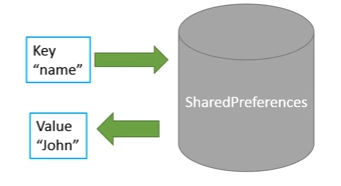 Key
“name”
SharedPreferences
Value
“John”